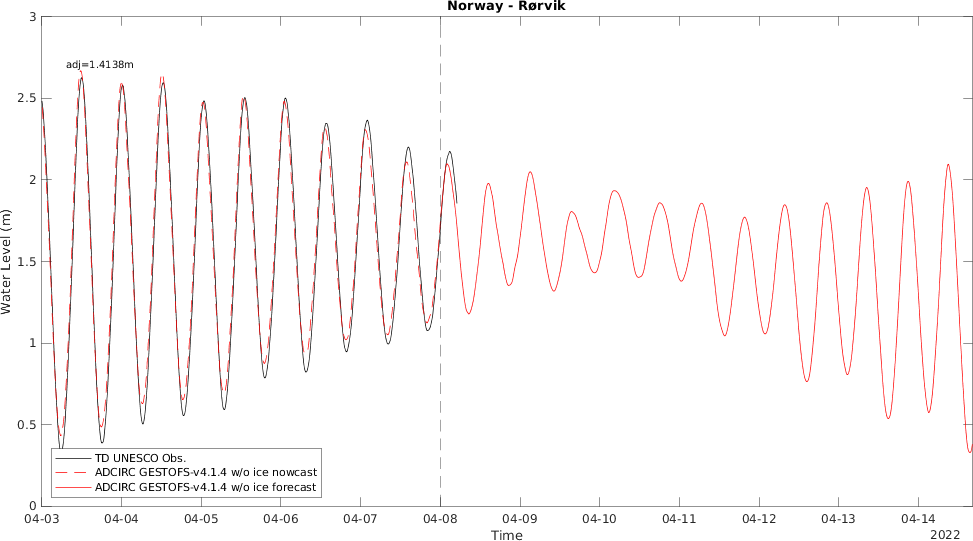 Norway - Rørvik
3
adj=1.4138m
2.5
2
1.5
1
0.5
0
Water Level (m)
TD UNESCO Obs.
ADCIRC GESTOFS-v4.1.4 w/o ice nowcast
ADCIRC GESTOFS-v4.1.4 w/o ice forecast
04-03 04-04 04-05 04-06 04-07 04-08 04-09 04-10 04-11 04-12 04-13 04-14
Time
2022